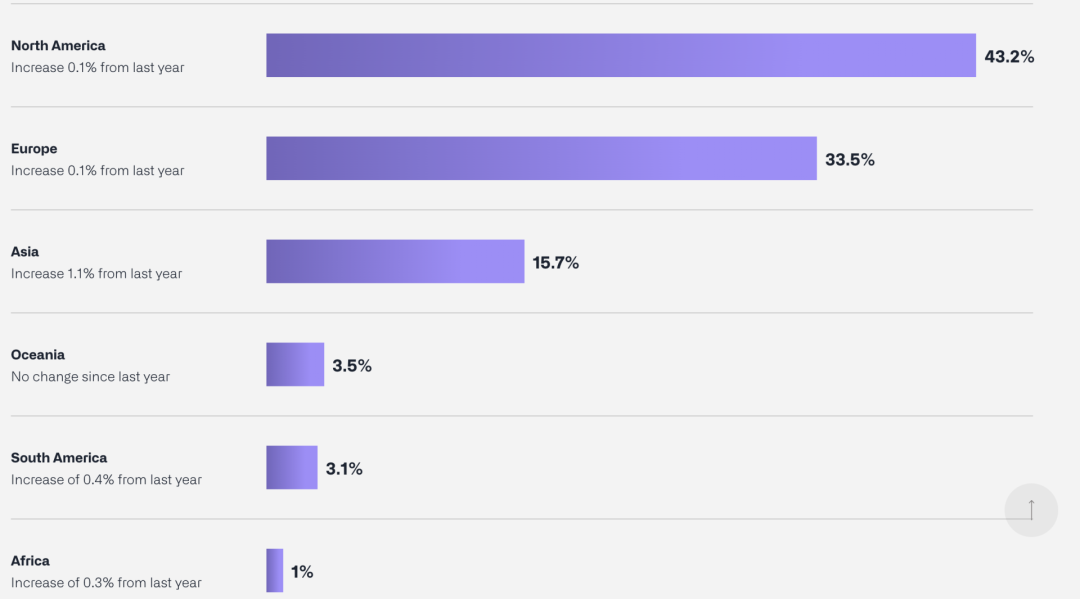 North America
Increase 0.1% from last year
43.2%
Europe
Increase 0.1% from last year
33.5%
Asia
Increase 1.1% from last year
15.7%
Oceania
No change since last year
3.5%
South America
Increase of 0.4% from last year
3.1%
Africa
Increase of 0.3% from last year
1%